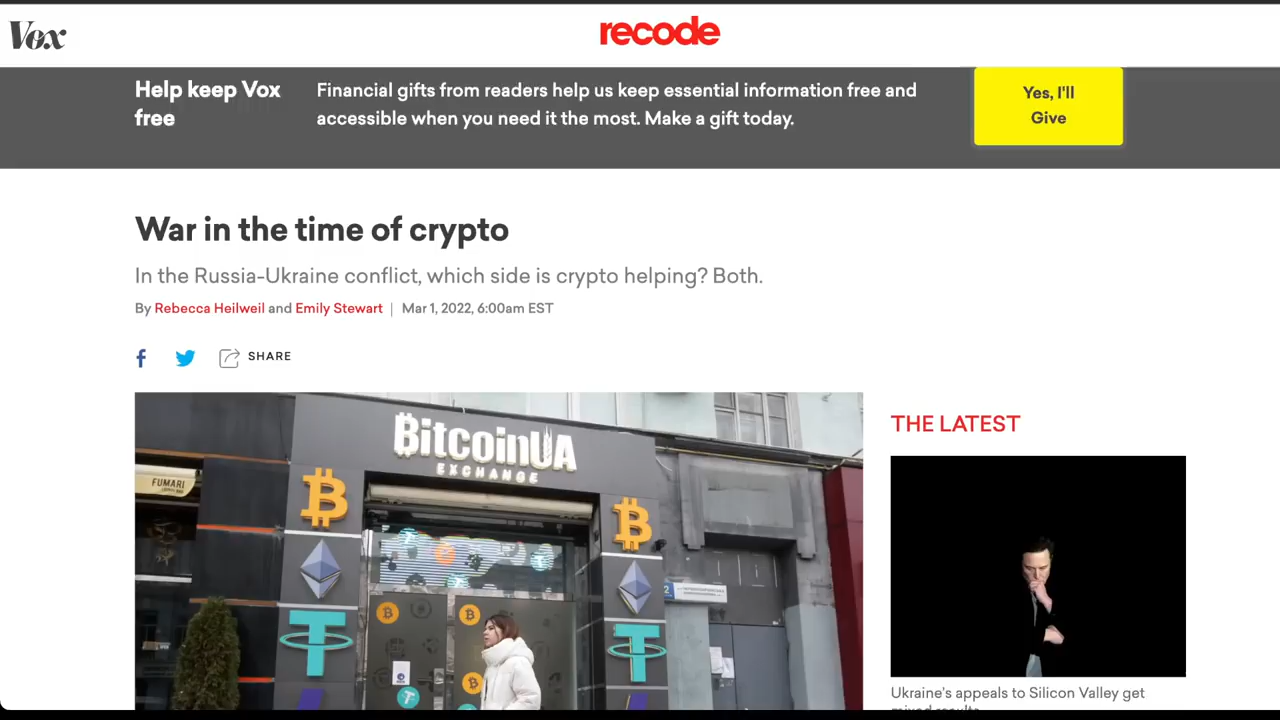 Vox
recode
Help keep Vox
free
Financial gifts from readers help us keep essential information free and
accessible when you need it the most. Make a gift today.
Yes, I'll
Give
War in the time of crypto
In the Russia-Ukraine conflict, which side is crypto helping? Both.
By Rebecca Heilweil and Emily Stewart | Mar 1, 2022, 6:00am EST
SHARE
BitcoinUA
EXCHANGE
FUMARI
THE LATEST
Ukraine's appeals to Silicon Valley get
mixed results